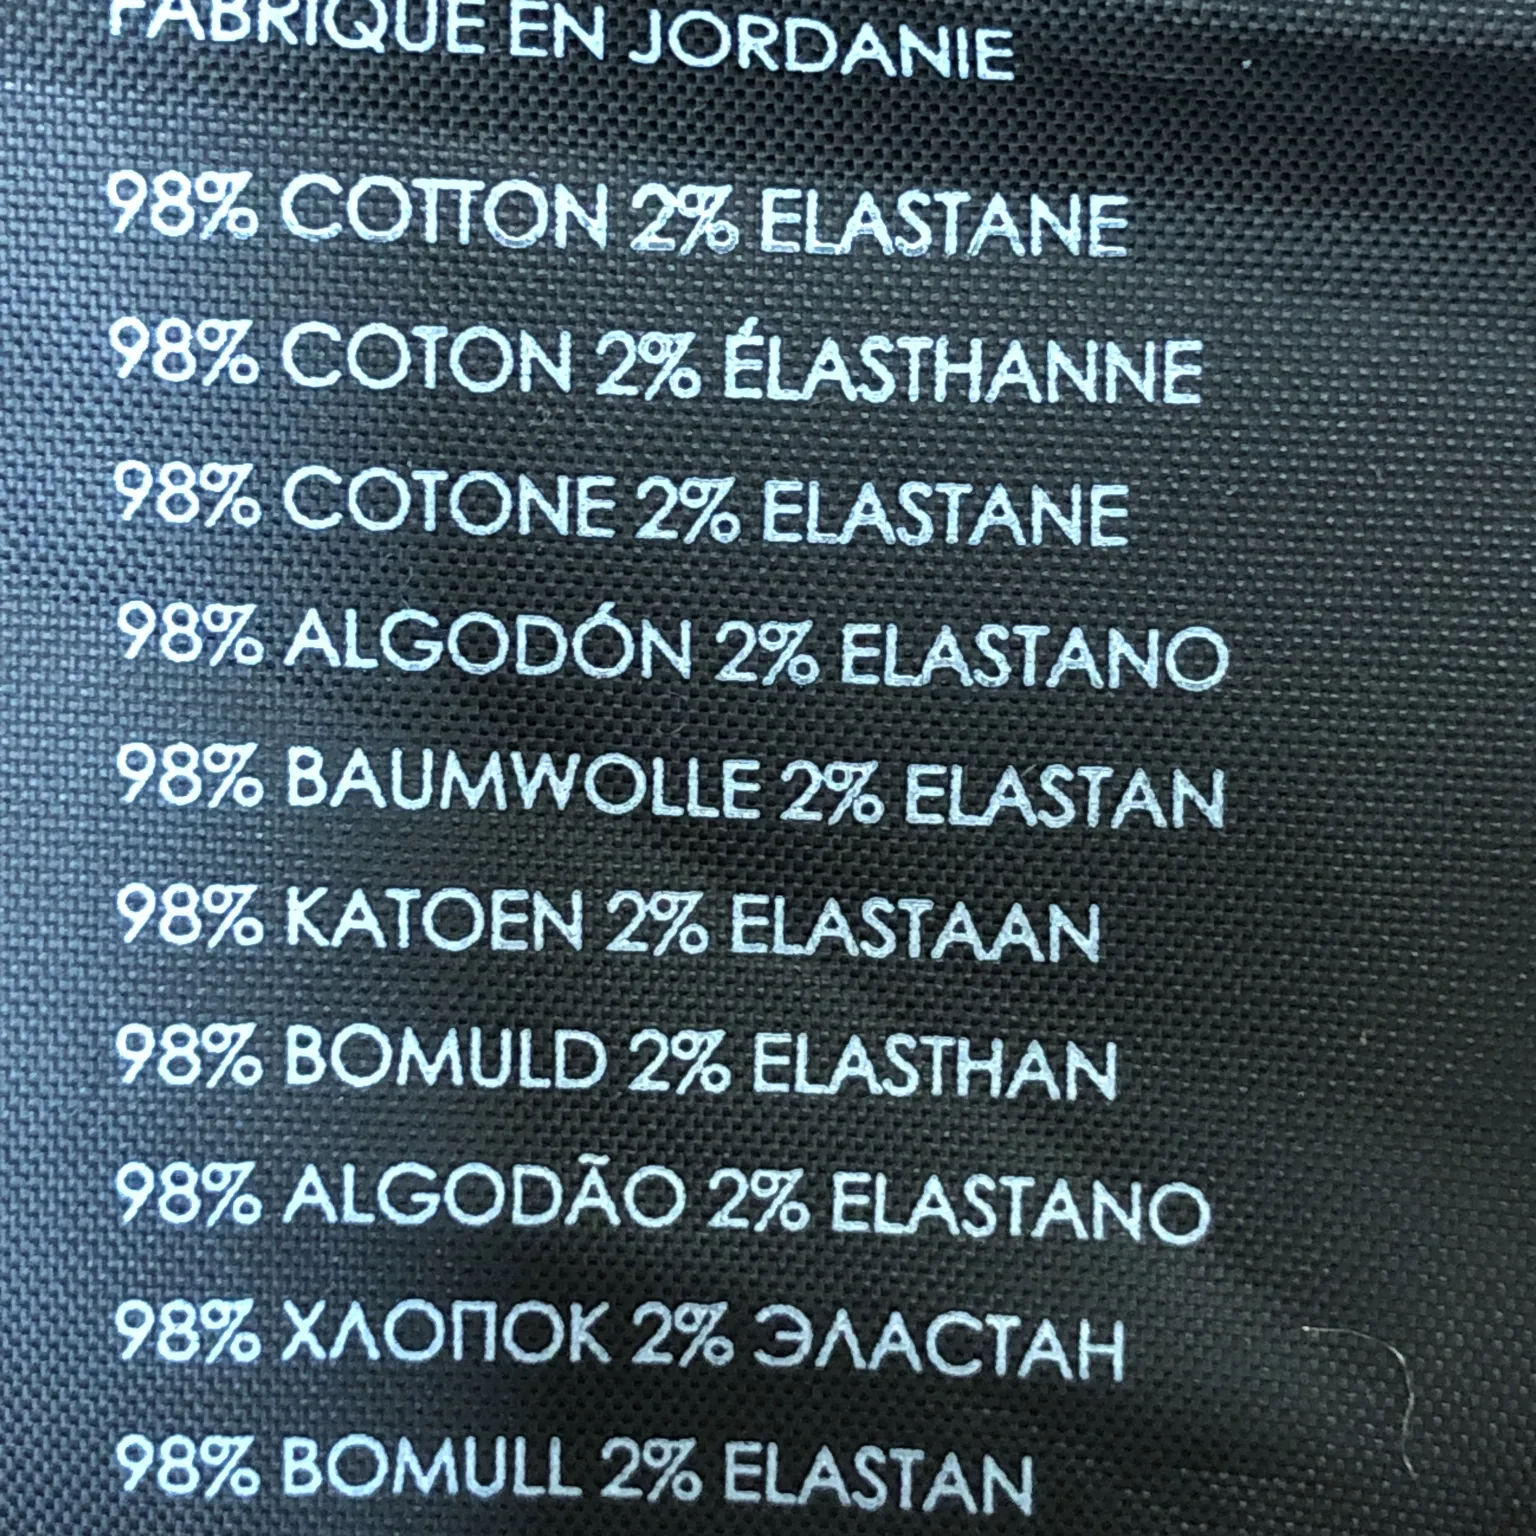 FABRIQUE EN JORDANIE
98% COTTON 2% ELASTANE
98% COTON 2% ÉLASTHANNE
98% COTONE 2% ELASTANE
98% ALGODÓN 2% ELASTANO
98% BAUMWOLLE 2% ELASTAN
98% KATOEN 2% ELASTAAN
98% BOMULD 2% ELASTHAN
98% ALGODÃO 2% ELASTANO
98% ХЛОПОК 2% ЭЛАСТАН
98% BOMULL 2% ELASTAN